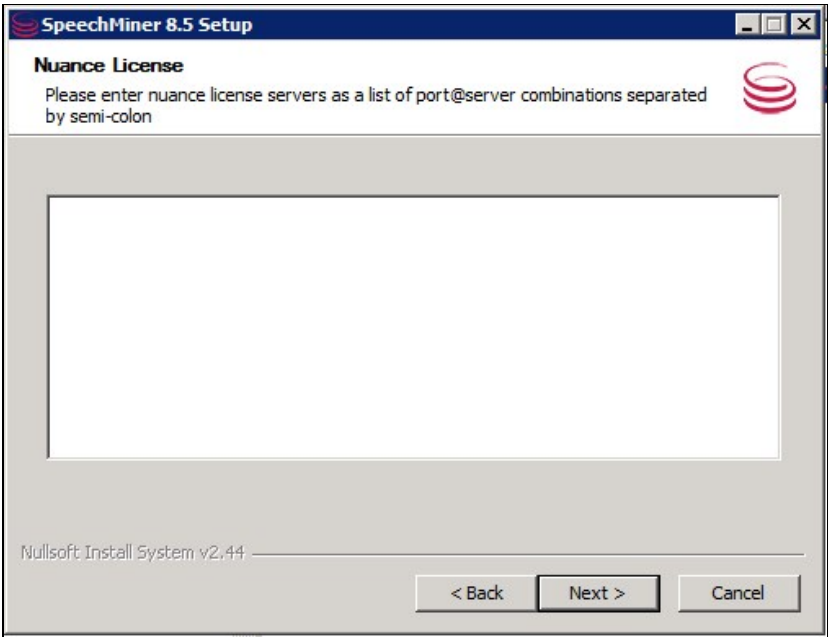 SpeechMiner 8.5 Setup
Nuance License
Please enter nuance license servers as a list of port@server combinations separated
by semi-colon
Nullsoft Install System v2.44
< Back
Next >
Cancel